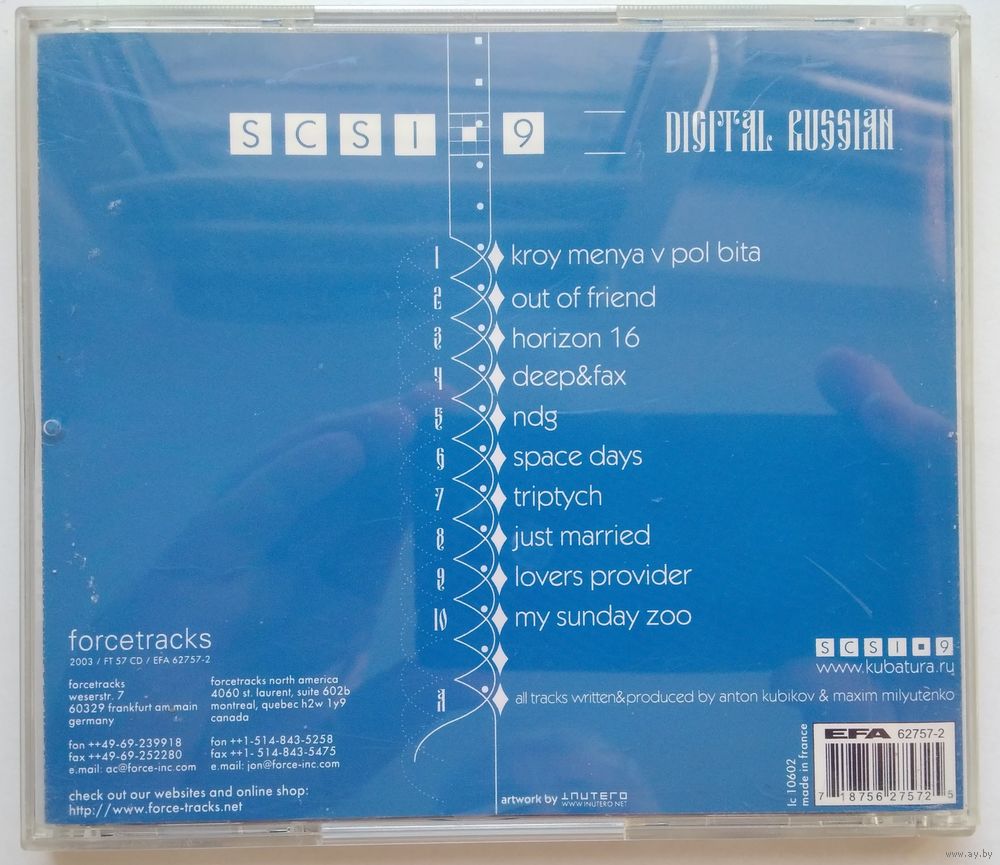 SCSI 9 DIGITAL RUSSIAN
1 kroy menya v pol bita
2 out of friend
3 horizon 16
4 deep&fax
5 ndg
6 space days
7 triptych
8 just married
9 lovers provider
10 my sunday zoo
all tracks written&produced by anton kubikov & maxim milyutenko
SCSI 9
www.kubatura.ru
forcetracks
2003 / FT 57 CD / EFA 62757-2
forcetracks
weserstr. 7
60329 frankfurt am main
germany
fon ++49-69-239918
fax ++49-69-252280
e.mail: ac@force-inc.com
forcetracks north america
4060 st. laurent, suite 602b
montreal, quebec h2w 1y9
canada
fon ++1-514-843-5258
fax ++1- 514-843-5475
e.mail: jon@force-inc.com
check out our websites and online shop:
http://www.force-tracks.net
artwork by INUTERO
WWW.INUTERO.NET
lc 10602
made in france
EFA 62757-2
7 18756 27572 5
www.ay.by